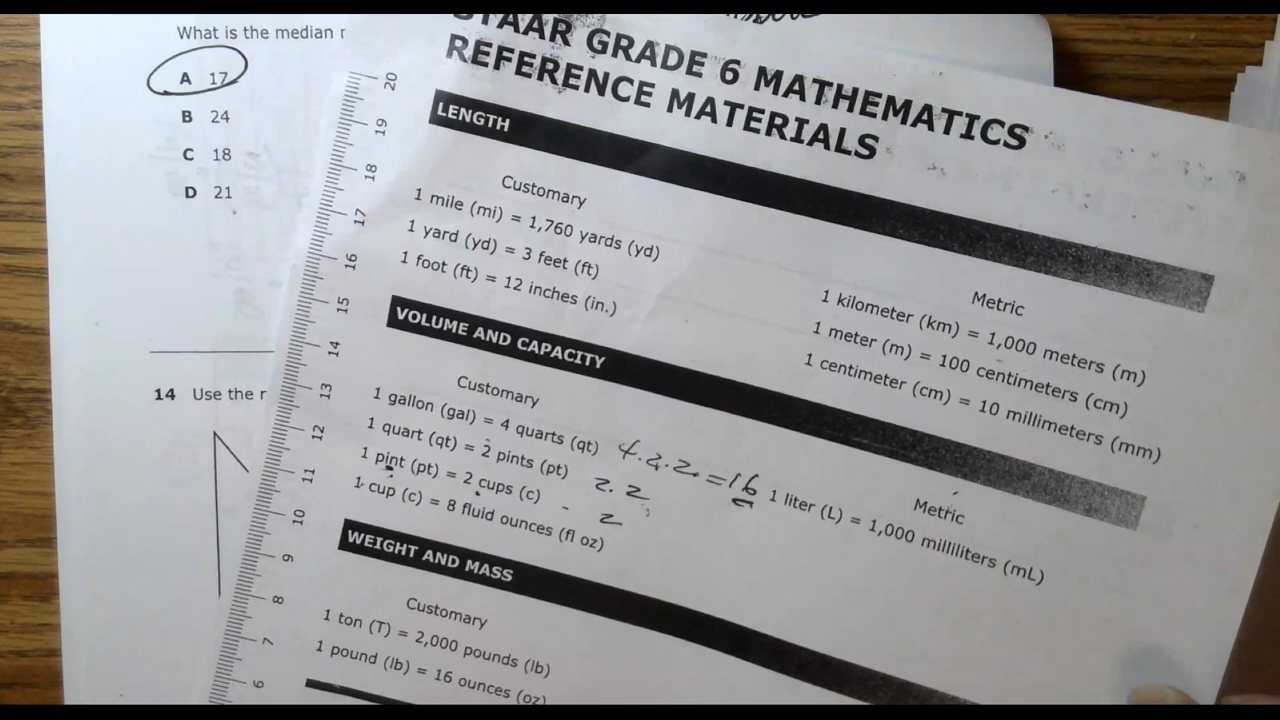 What is the median r
A 17
B 24
C 18
D 21
14 Use the r
STAAR GRADE 6 MATHEMATICS
REFERENCE MATERIALS
LENGTH
Customary
1 mile (mi) = 1,760 yards (yd)
1 yard (yd) = 3 feet (ft)
1 foot (ft) = 12 inches (in.)
Metric
1 kilometer (km) = 1,000 meters (m)
1 meter (m) = 100 centimeters (cm)
1 centimeter (cm) = 10 millimeters (mm)
VOLUME AND CAPACITY
Customary
1 gallon (gal) = 4 quarts (qt) 4.2.2. = 16
1 quart (qt) = 2 pints (pt) 2.2
1 pint (pt) = 2 cups (c) - 2
1 cup (c) = 8 fluid ounces (fl oz)
Metric
1 liter (L) = 1,000 milliliters (mL)
WEIGHT AND MASS
Customary
1 ton (T) = 2,000 pounds (lb)
1 pound (lb) = 16 ounces (oz)
20
19
18
17
16
15
14
13
12
11
10
9
8
7
6